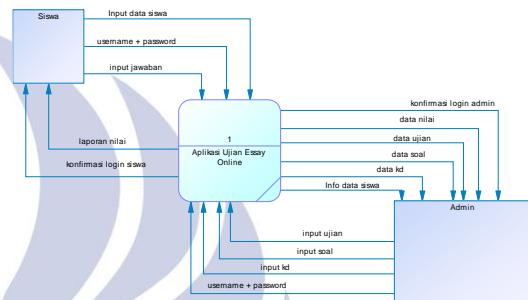 Siswa
Input data siswa
username + password
input jawaban
laporan nilai
konfirmasi login siswa
1
Aplikasi Ujian Essay
Online
konfirmasi login admin
data nilai
data ujian
data soal
data kd
Info data siswa
Admin
input ujian
input soal
input kd
username + password